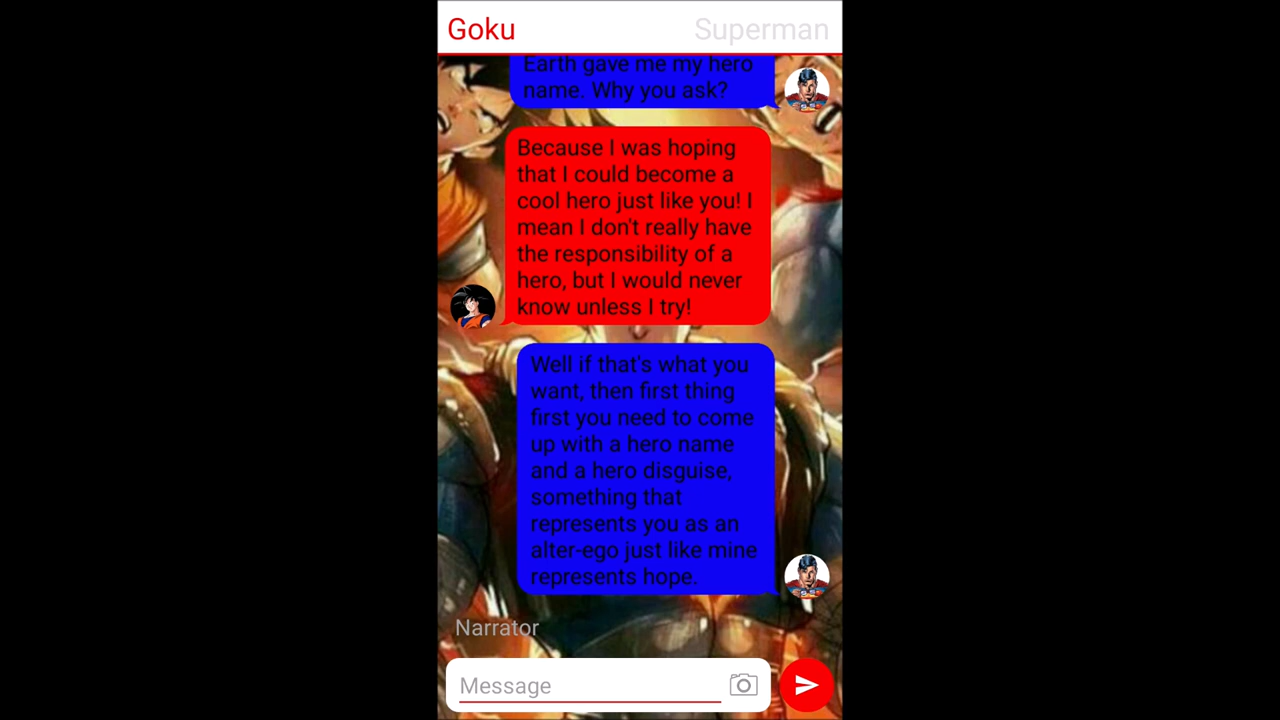 Goku
Superman
Earth gave me my hero
name. Why you ask?
Because I was hoping
that I could become a
cool hero just like you! I
mean I don't really have
the responsibility of a
hero, but I would never
know unless I try!
Well if that's what you
want, then first thing
first you need to come
up with a hero name
and a hero disguise,
something that
represents you as an
alter-ego just like mine
represents hope.
Narrator
Message